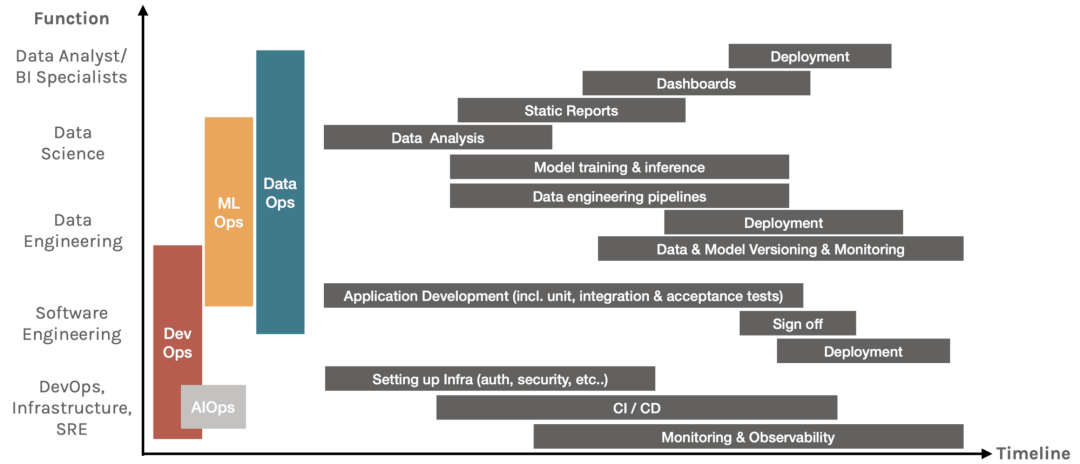 Function
Data Analyst/
BI Specialists
Data
Science
Data
Engineering
Software
Engineering
DevOps,
Infrastructure,
SRE
Dev
Ops
AIOps
ML
Ops
Data
Ops
Deployment
Dashboards
Static Reports
Data Analysis
Model training & inference
Data engineering pipelines
Deployment
Data & Model Versioning & Monitoring
Application Development (incl. unit, integration & acceptance tests)
Sign off
Deployment
Setting up Infra (auth, security, etc..)
CI / CD
Monitoring & Observability
Timeline